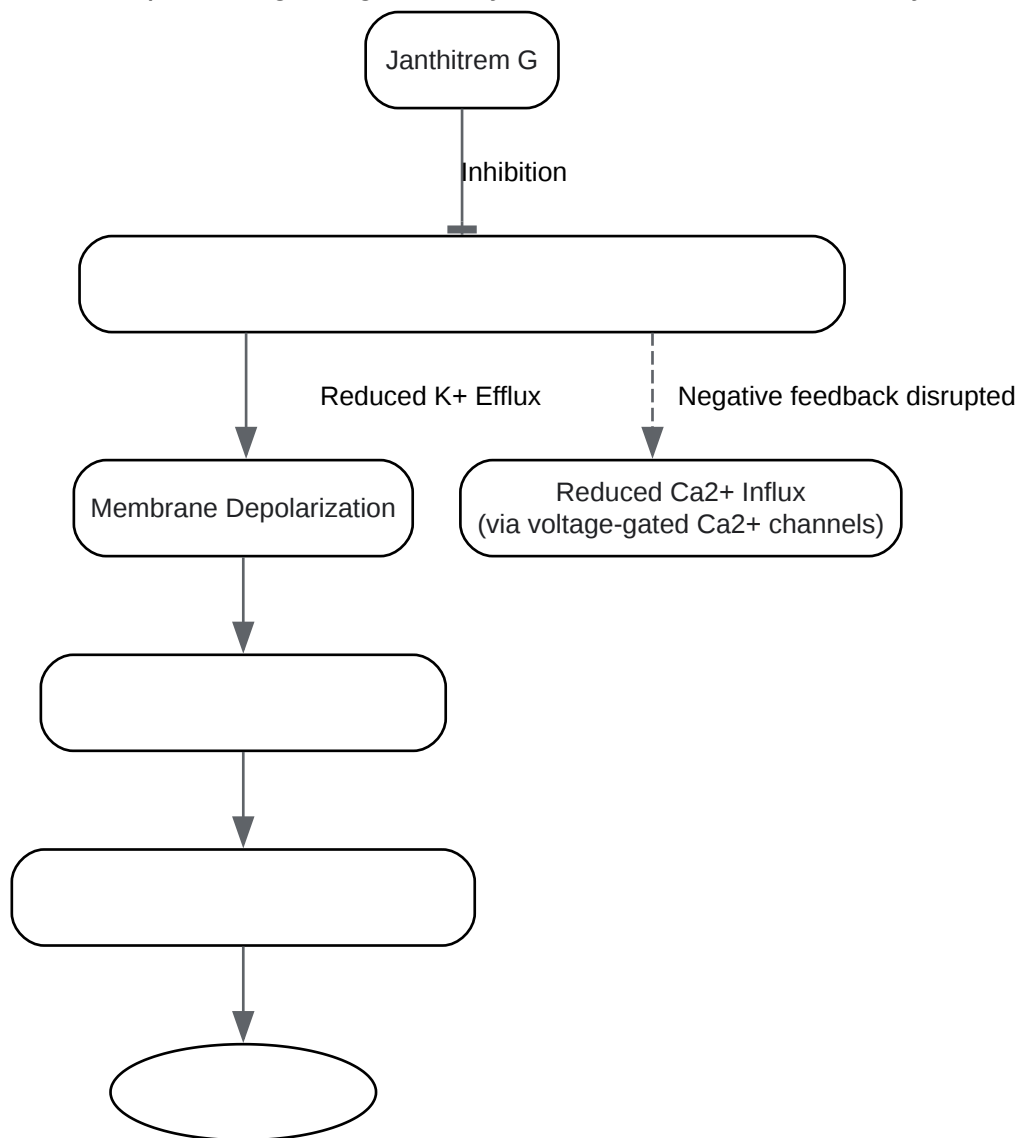 Janthitrem G
Inhibition
Reduced K+ Efflux
Negative feedback disrupted
Membrane Depolarization
Reduced Ca2+ Influx
(via voltage-gated Ca2+ channels)